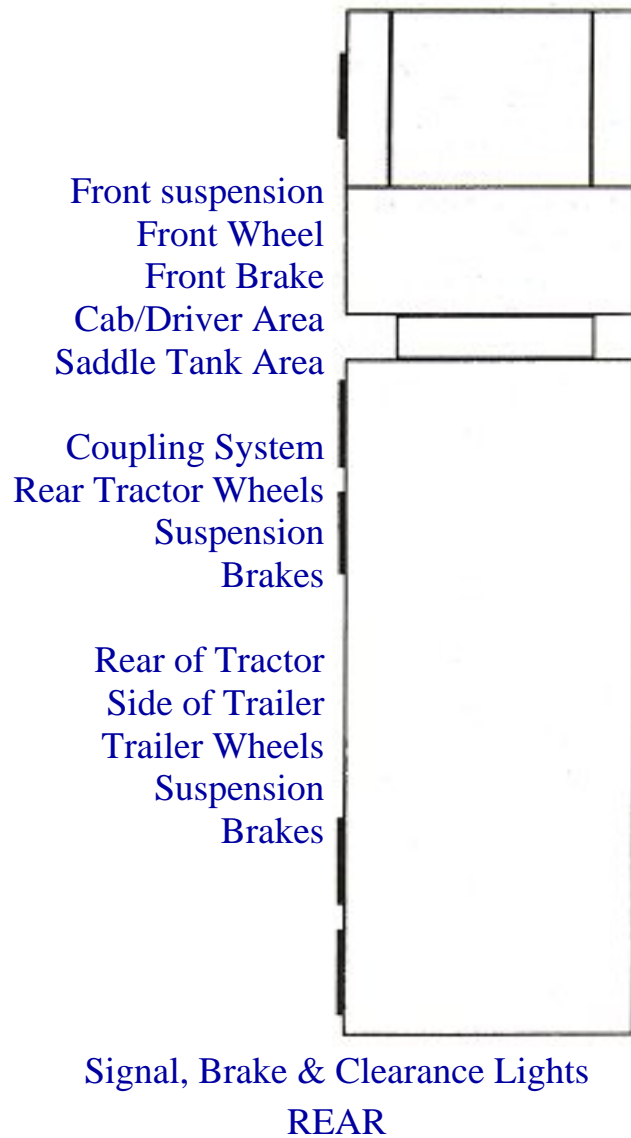 Front suspension
Front Wheel
Front Brake
Cab/Driver Area
Saddle Tank Area
Coupling System
Rear Tractor Wheels
Suspension
Brakes
Rear of Tractor
Side of Trailer
Trailer Wheels
Suspension
Brakes
Signal, Brake & Clearance Lights
REAR